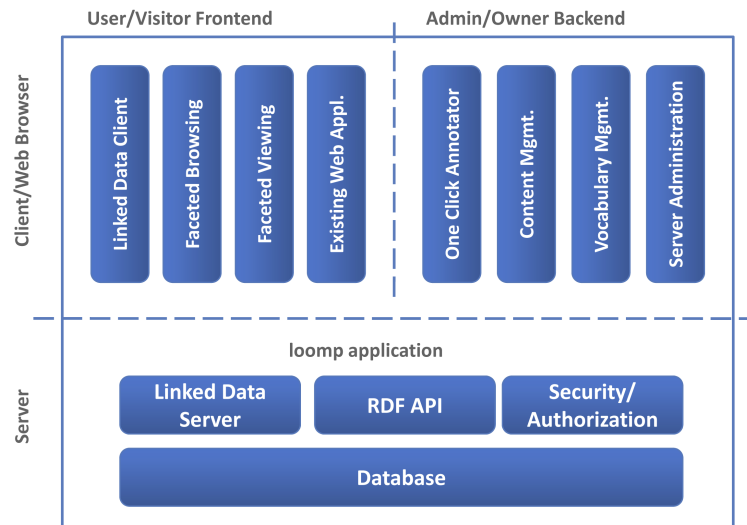 User/Visitor Frontend
Admin/Owner Backend
Client/Web Browser
Linked Data Client
Faceted Browsing
Faceted Viewing
Existing Web Appl.
One Click Annotator
Content Mgmt.
Vocabulary Mgmt.
Server Administration
Server
loomp application
Linked Data
Server
RDF API
Security/
Authorization
Database